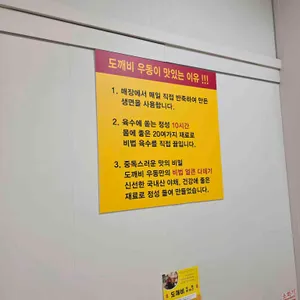 도깨비 우동이 맛있는 이유 !!!
1. 매장에서 매일 직접 반죽하여 만든
생면을 사용합니다.
2. 육수에 쏟는 정성 10시간
몸에 좋은 20여가지 재료로
비법 육수를 직접 끓입니다.
3. 중독스러운 맛의 비밀
도깨비 우동만의 비법 얼큰 다대기
신선한 국내산 야채, 건강에 좋은
재료로 정성 들여 만들었습니다.
도깨비